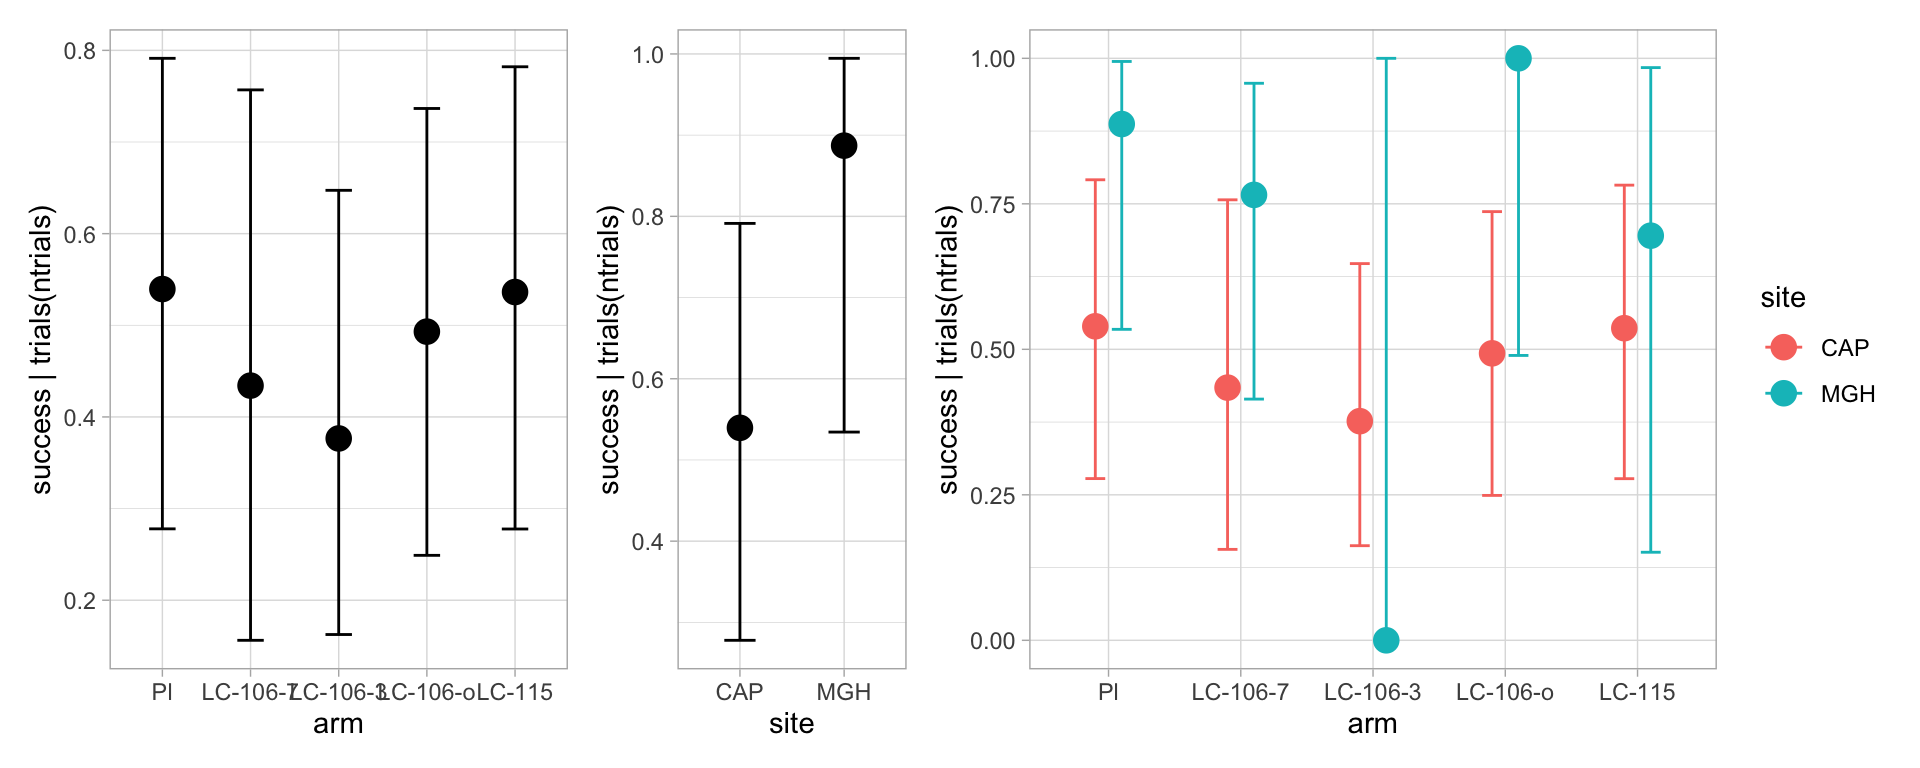 success | trials(ntrials)
0.8
0.6
0.4
0.2
PI LC-106-7 LC-106-3 LC-106-o LC-115
arm
success | trials(ntrials)
1.0
0.8
0.6
0.4
CAP MGH
site
success | trials(ntrials)
1.00
0.75
0.50
0.25
0.00
PI LC-106-7 LC-106-3 LC-106-o LC-115
arm
site
CAP
MGH